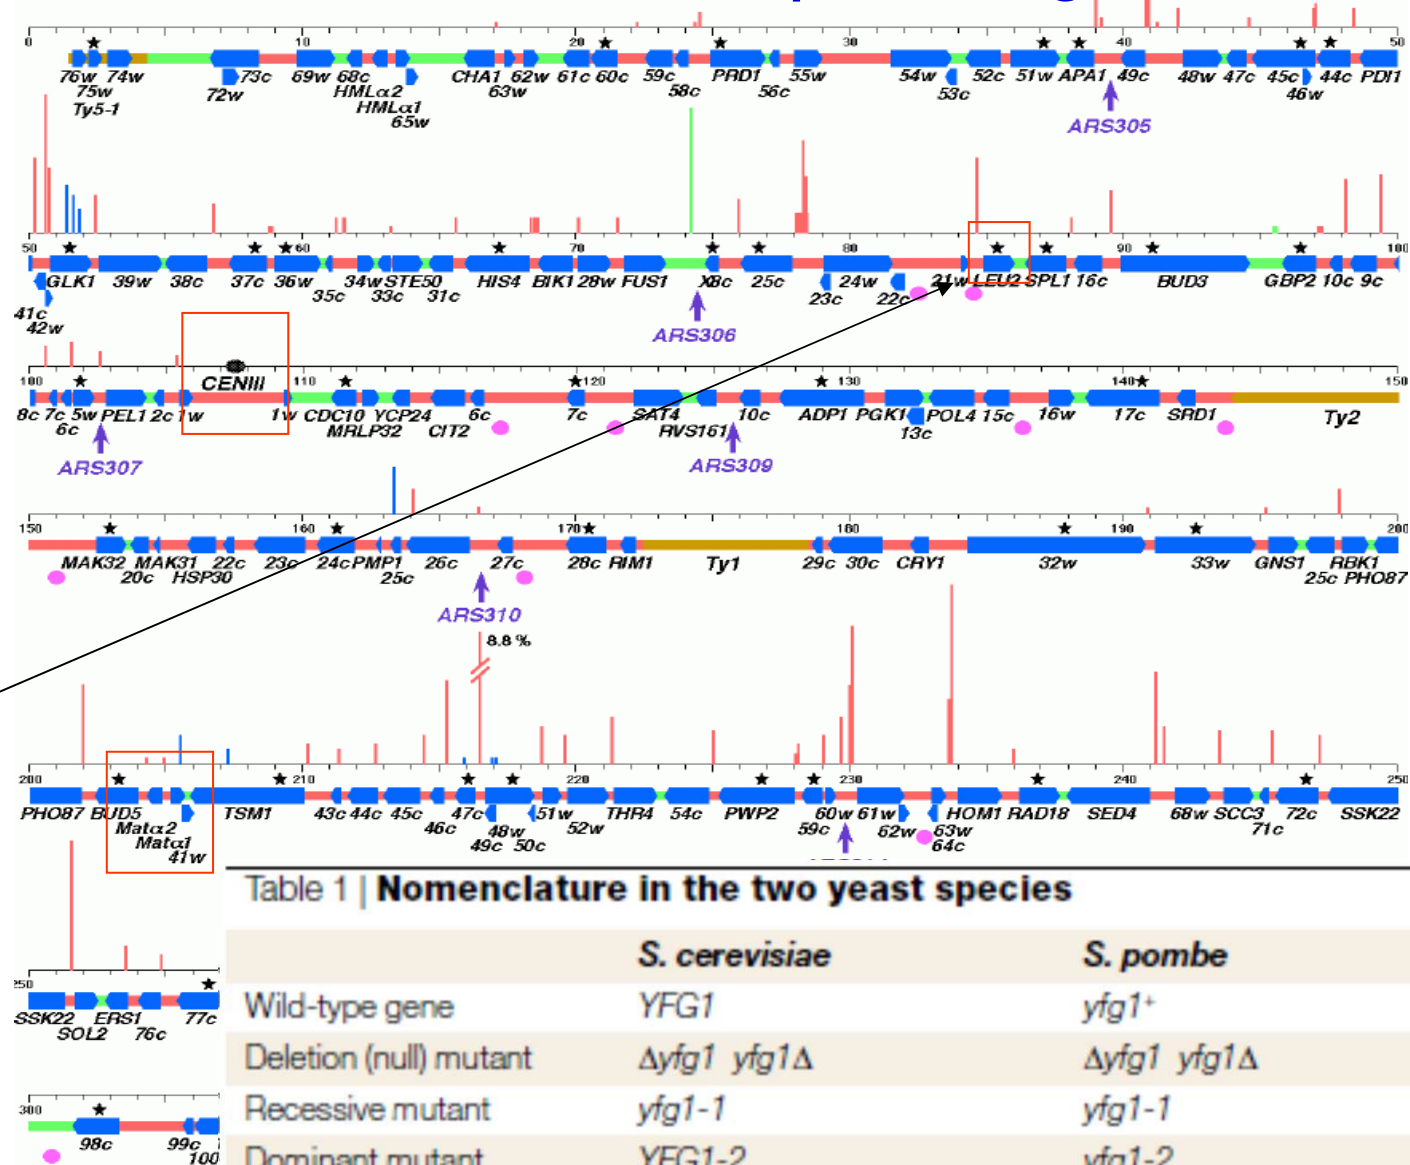 0 10 20 30 40 50
76w 74w 73c 69w 68c CHA1 62w 61c 60c 59c PRD1 55w 54w 52c 51w APA1 49c 48w 47c 45c 44c PDI1
75w 72w HMLα2 63w 58c 56c 53c 46w
Ty5-1 HMLα1
65w
ARS305
50 60 70 80 90 100
GLK1 39w 38c 37c 36w 34w STE50 HIS4 BIK1 28w FUS1 25c 24w 21w LEU2 SPL1 16c BUD3 GBP2 10c 9c
35c 33c 31c 23c 22c
41c
42w
ARS306
100 CENIII 110 120 130 140 150
8c 7c 5w PEL1 2c 1w 1w CDC10 YCP24 6c 7c SAT4 10c ADP1 PGK1 POL4 15c 16w 17c SRD1 Ty2
6c MRLP32 CIT2 RVS161 13c
ARS307 ARS309
150 160 170 180 190 200
MAK32 MAK31 22c 23c 24c PMP1 26c 27c 28c RIM1 Ty1 29c 30c CRY1 32w 33w GNS1 RBK1
20c HSP30 25c 25c PHO87
ARS310
8.8 %
200 210 220 230 240 250
PHO87 BUD5 TSM1 43c 44c 45c 47c 51w THR4 54c PWP2 60w 61w HOM1 RAD18 SED4 68w SCC3 72c SSK22
Matα2 46c 48w 52w 59c 62w 63w 71c
Matα1 49c 50c 64c
41w
250
SSK22 ERS1 77c
SOL2 76c
300
98c 99c
100
Table 1 | Nomenclature in the two yeast species
S. cerevisiae S. pombe
Wild-type gene YFG1 yfg1⁺
Deletion (null) mutant Δyfg1 yfg1Δ Δyfg1 yfg1Δ
Recessive mutant yfg1-1 yfg1-1
Dominant mutant YFG1-2 yfg1-2